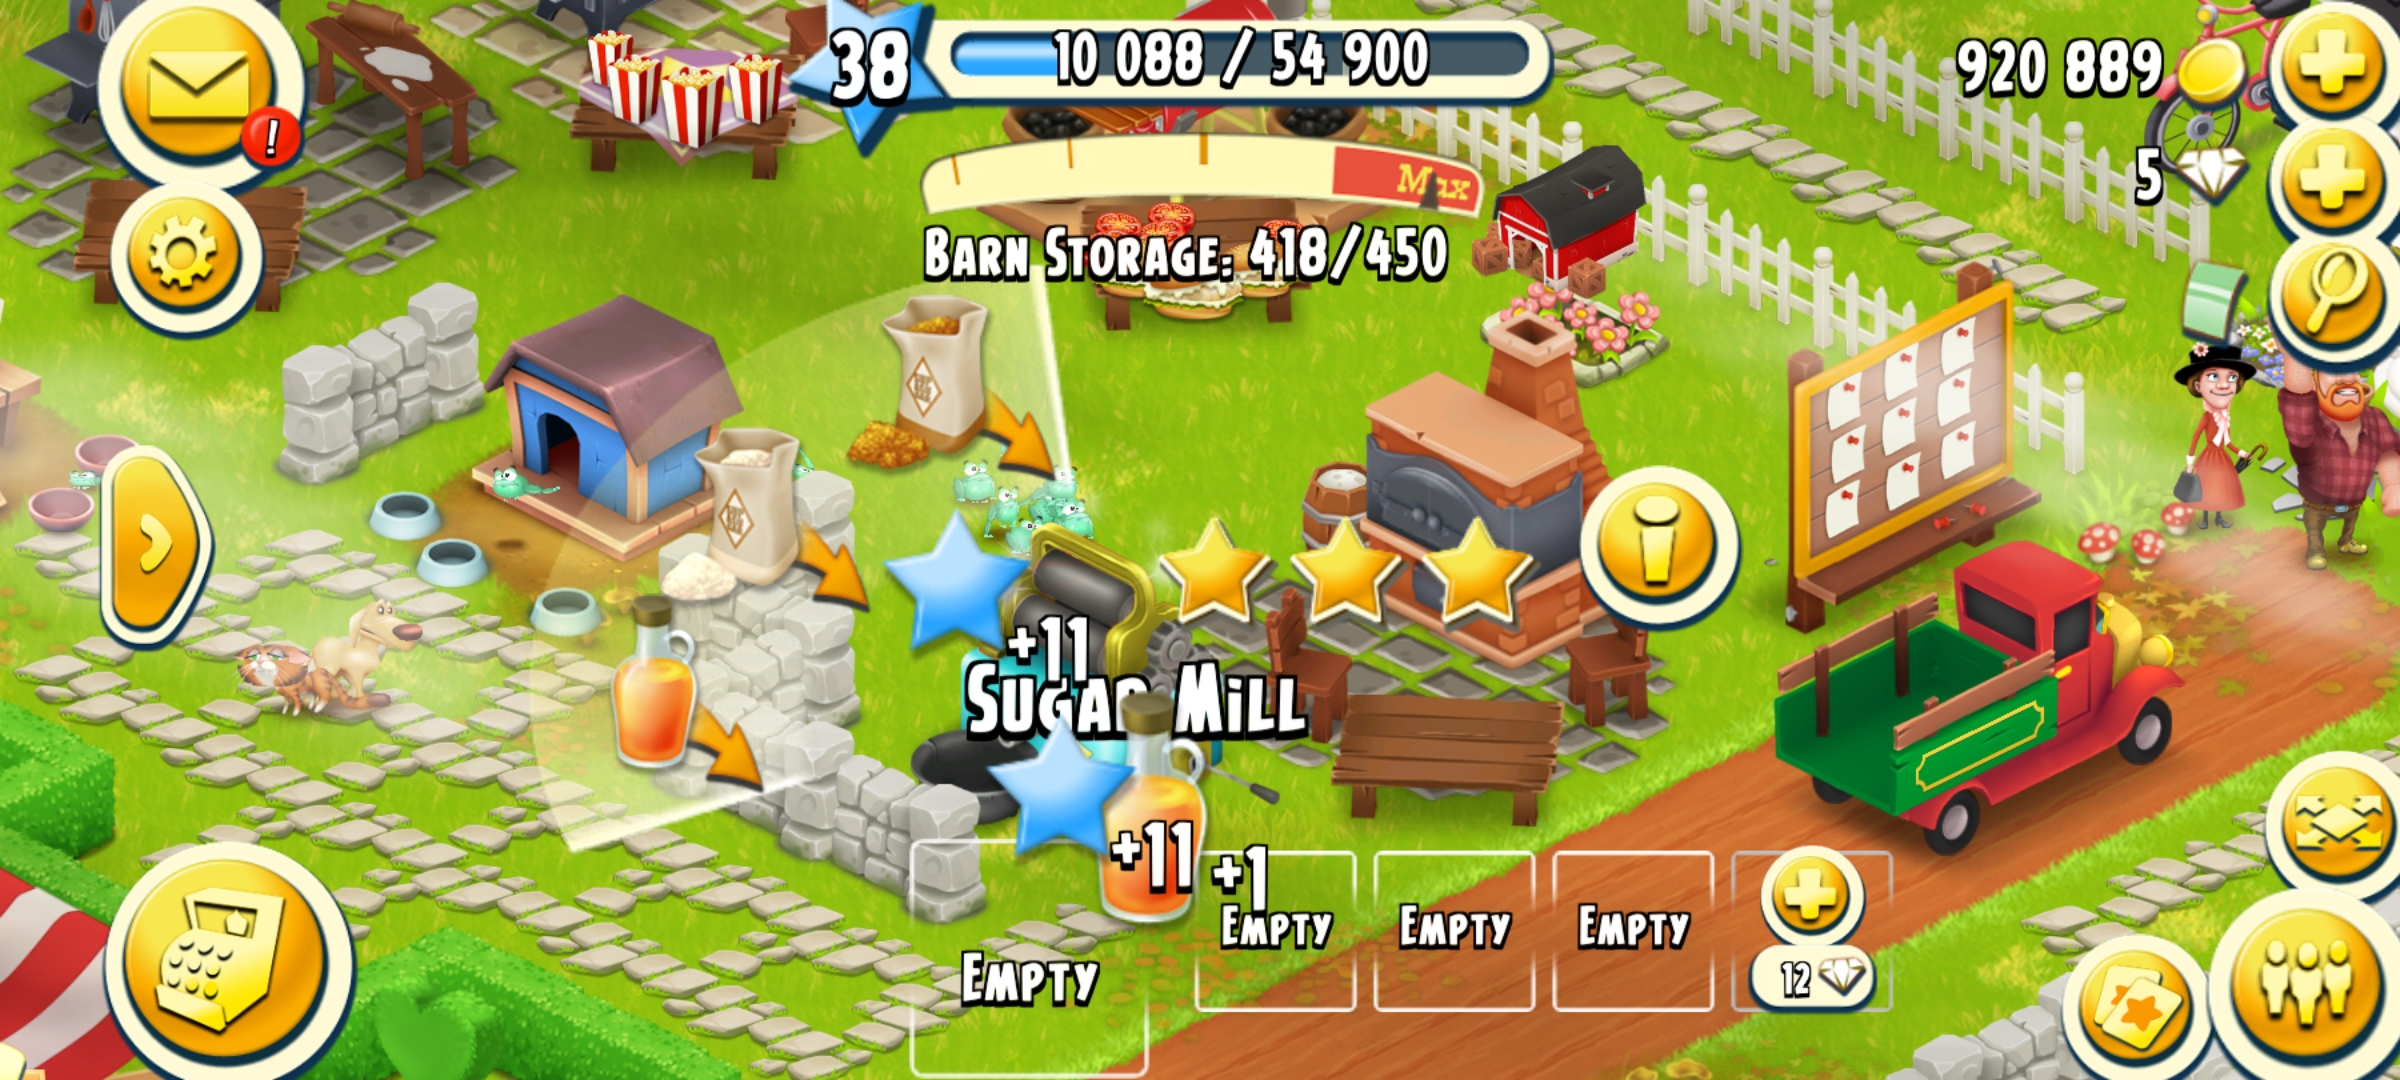 38
10 088 / 54 900
920 889
!
Max
5
Barn Storage: 418/450
+11
Sugar Mill
+11
+1
Empty
Empty
Empty
Empty
12